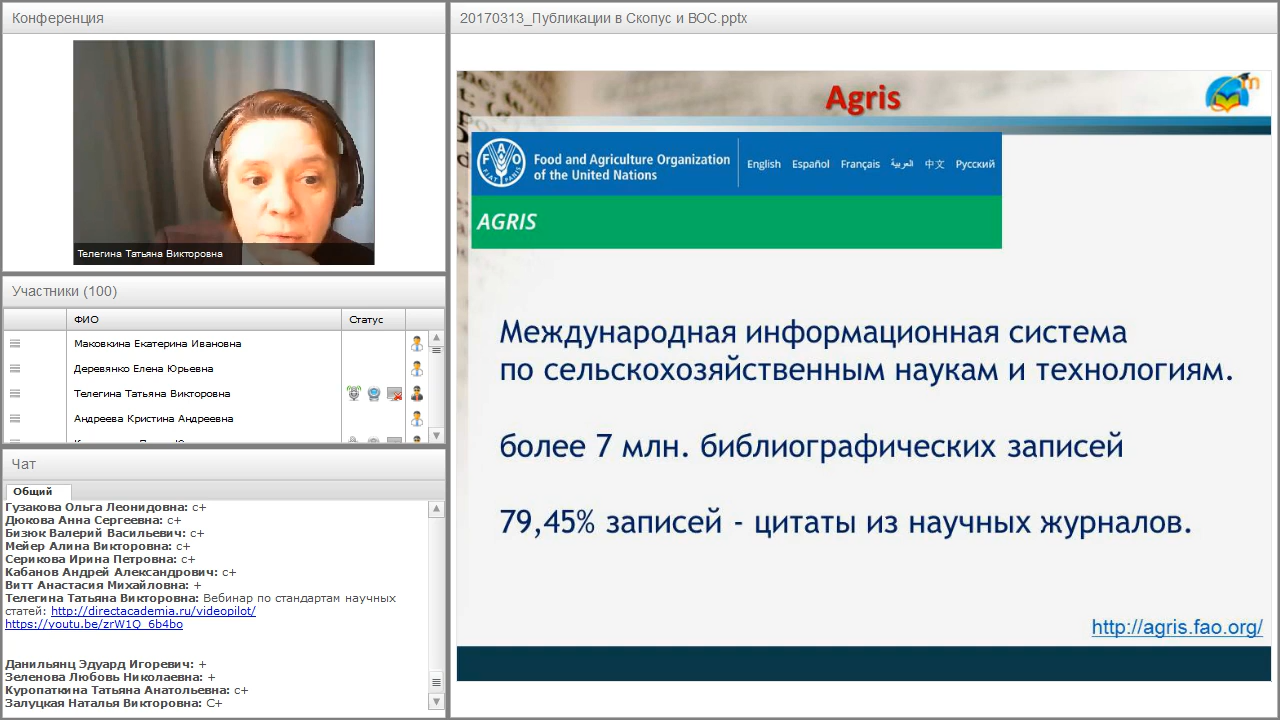 Конференция
Телегина Татьяна Викторовна
Участники (100)
ФИО
Статус
Маковкина Екатерина Ивановна
Деревянко Елена Юрьевна
Телегина Татьяна Викторовна
Андреева Кристина Андреевна
Чат
Общий
Гузакова Ольга Леонидовна: с+
Дюкова Анна Сергеевна: с+
Бизюк Валерий Васильевич: с+
Мейер Алина Викторовна: с+
Серикова Ирина Петровна: с+
Кабанов Андрей Александрович: с+
Витт Анастасия Михайловна: +
Телегина Татьяна Викторовна: Вебинар по стандартам научных
статей: http://directacademia.ru/videopilot/
https://youtu.be/zrW1Q_6b4bo
Данильянц Эдуард Игоревич: +
Зеленова Любовь Николаевна: +
Куропаткина Татьяна Анатольевна: с+
Залуцкая Наталья Викторовна: С+
20170313_Публикации в Скопус и ВОС.pptx
Agris
Food and Agriculture Organization
of the United Nations
English Español Français العربية 中文 Русский
AGRIS
Международная информационная система
по сельскохозяйственным наукам и технологиям.
более 7 млн. библиографических записей
79,45% записей - цитаты из научных журналов.
http://agris.fao.org/